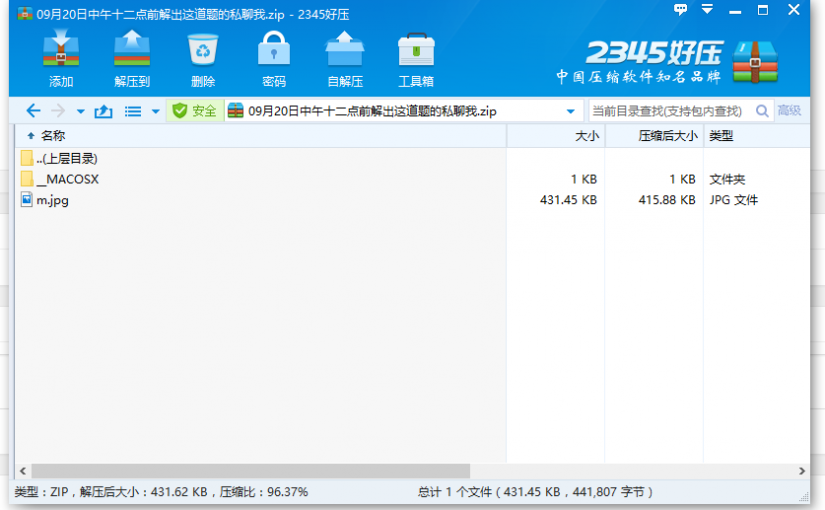 09月20日中午十二点前解出这道题的私聊我.zip - 2345好压
添加 解压到 删除 密码 自解压 工具箱
2345好压
中国压缩软件知名品牌
安全 09月20日中午十二点前解出这道题的私聊我.zip 当前目录查找(支持包内查找) 高级
名称 大小 压缩后大小 类型
..(上层目录)
__MACOSX 1 KB 1 KB 文件夹
m.jpg 431.45 KB 415.88 KB JPG 文件
类型：ZIP，解压后大小：431.62 KB，压缩比：96.37% 总计 1 个文件（431.45 KB，441,807 字节）